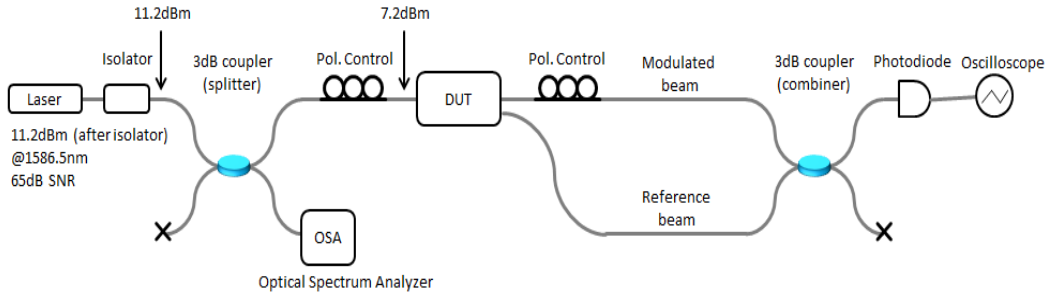 11.2dBm
7.2dBm
Isolator
3dB coupler
(splitter)
Pol. Control
Pol. Control
Modulated
beam
3dB coupler
(combiner)
Photodiode
Oscilloscope
Laser
DUT
11.2dBm (after isolator)
@1586.5nm
65dB SNR
Reference
beam
OSA
Optical Spectrum Analyzer